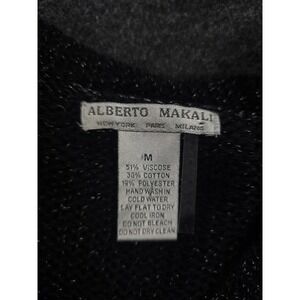 ALBERTO MAKALI
NEW YORK PARIS MILANO
M
51% VISCOSE
30% COTTON
19% POLYESTER
HAND WASH IN
COLD WATER
LAY FLAT TO DRY
COOL IRON
DO NOT BLEACH
DO NOT DRY CLEAN